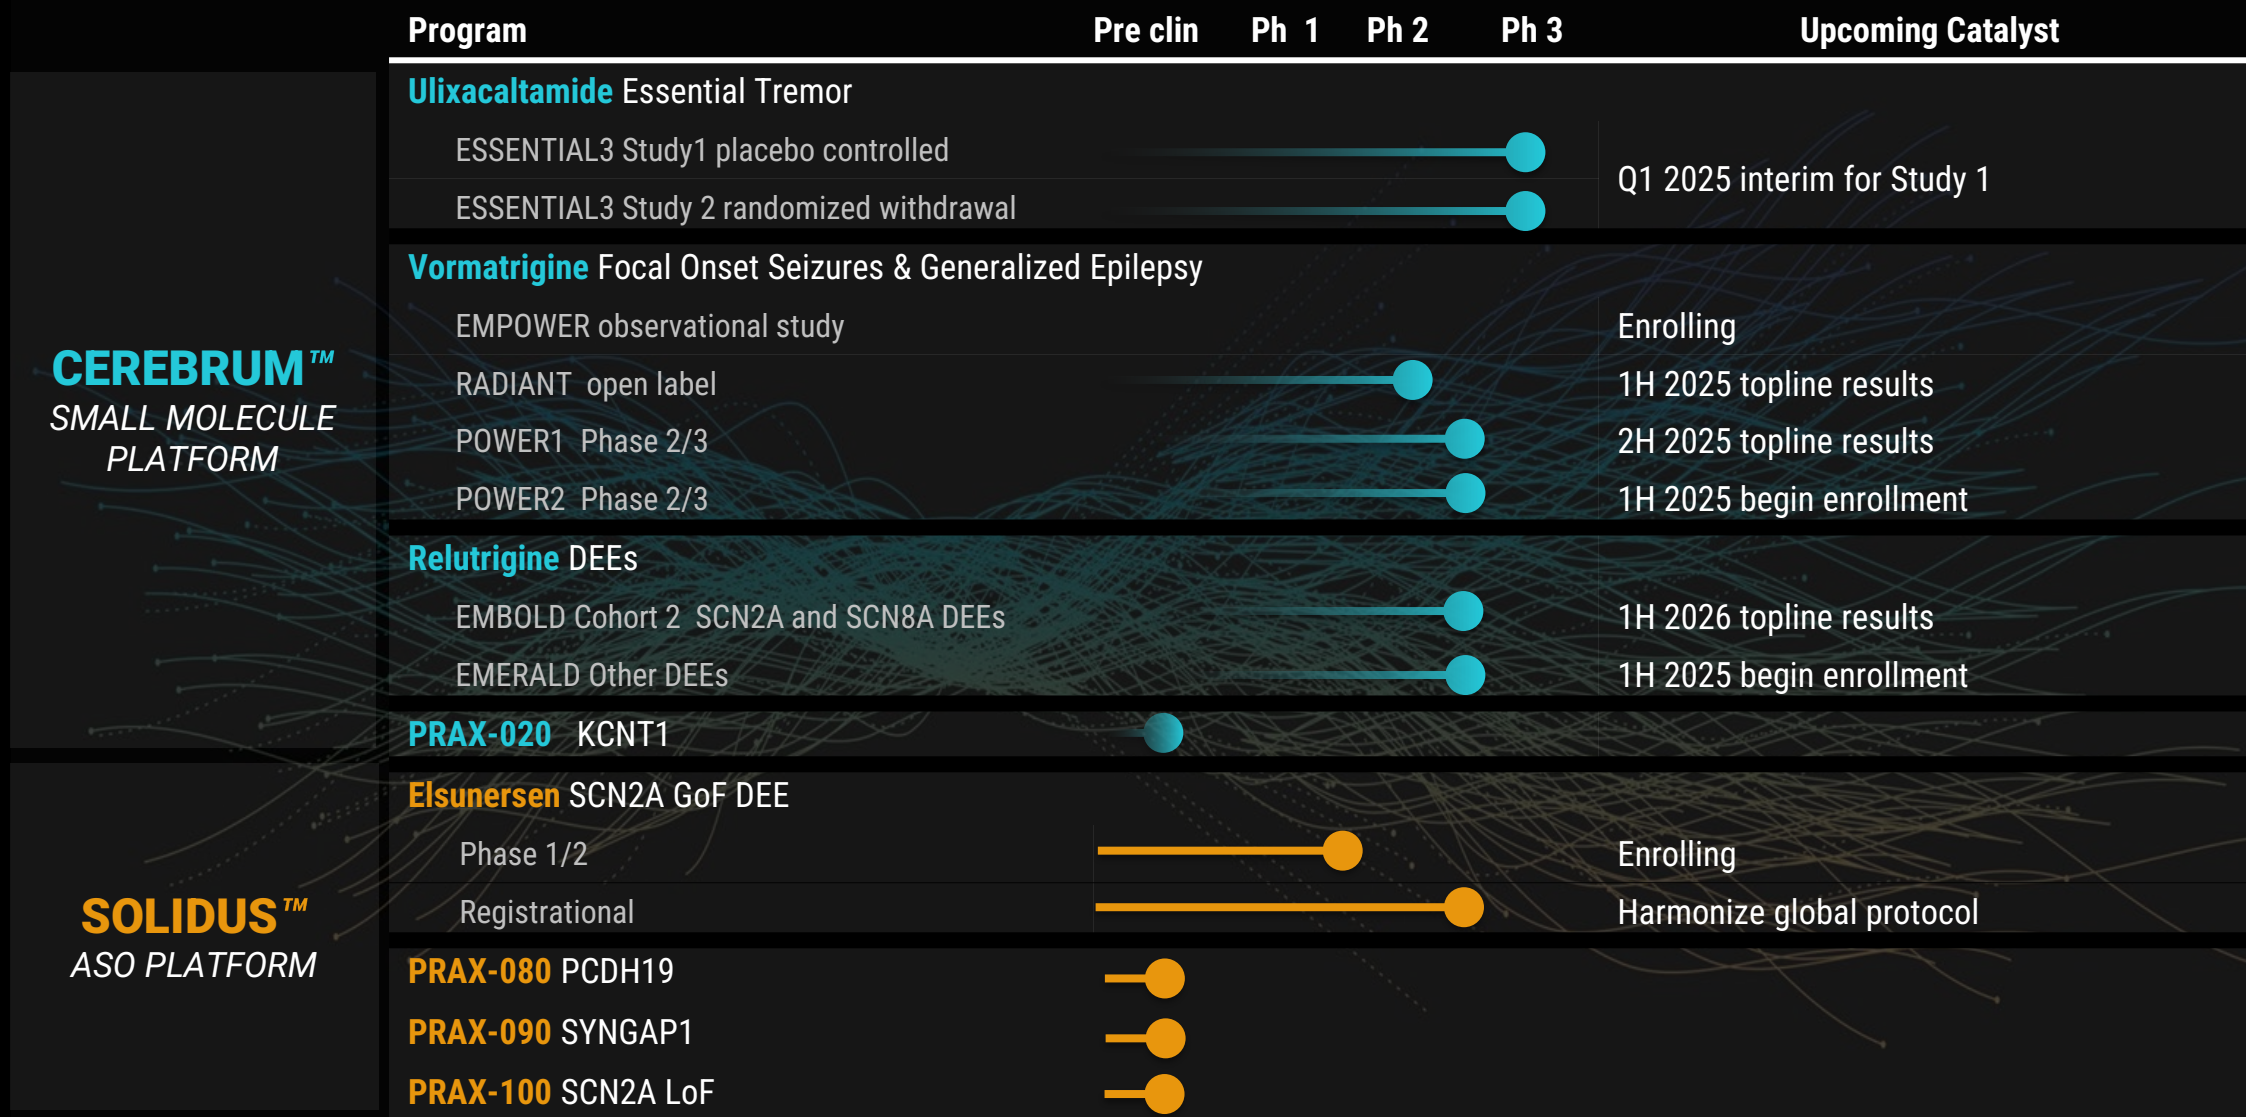 Program Pre clin Ph 1 Ph 2 Ph 3 Upcoming Catalyst
CEREBRUM™
SMALL MOLECULE
PLATFORM
Ulixacaltamide Essential Tremor
ESSENTIAL3 Study1 placebo controlled
ESSENTIAL3 Study 2 randomized withdrawal
Q1 2025 interim for Study 1
Vormatrigine Focal Onset Seizures & Generalized Epilepsy
EMPOWER observational study Enrolling
RADIANT open label 1H 2025 topline results
POWER1 Phase 2/3 2H 2025 topline results
POWER2 Phase 2/3 1H 2025 begin enrollment
Relutrigine DEEs
EMBOLD Cohort 2 SCN2A and SCN8A DEEs 1H 2026 topline results
EMERALD Other DEEs 1H 2025 begin enrollment
PRAX-020 KCNT1
SOLIDUS™
ASO PLATFORM
Elsunersen SCN2A GoF DEE
Phase 1/2 Enrolling
Registrational Harmonize global protocol
PRAX-080 PCDH19
PRAX-090 SYNGAP1
PRAX-100 SCN2A LoF